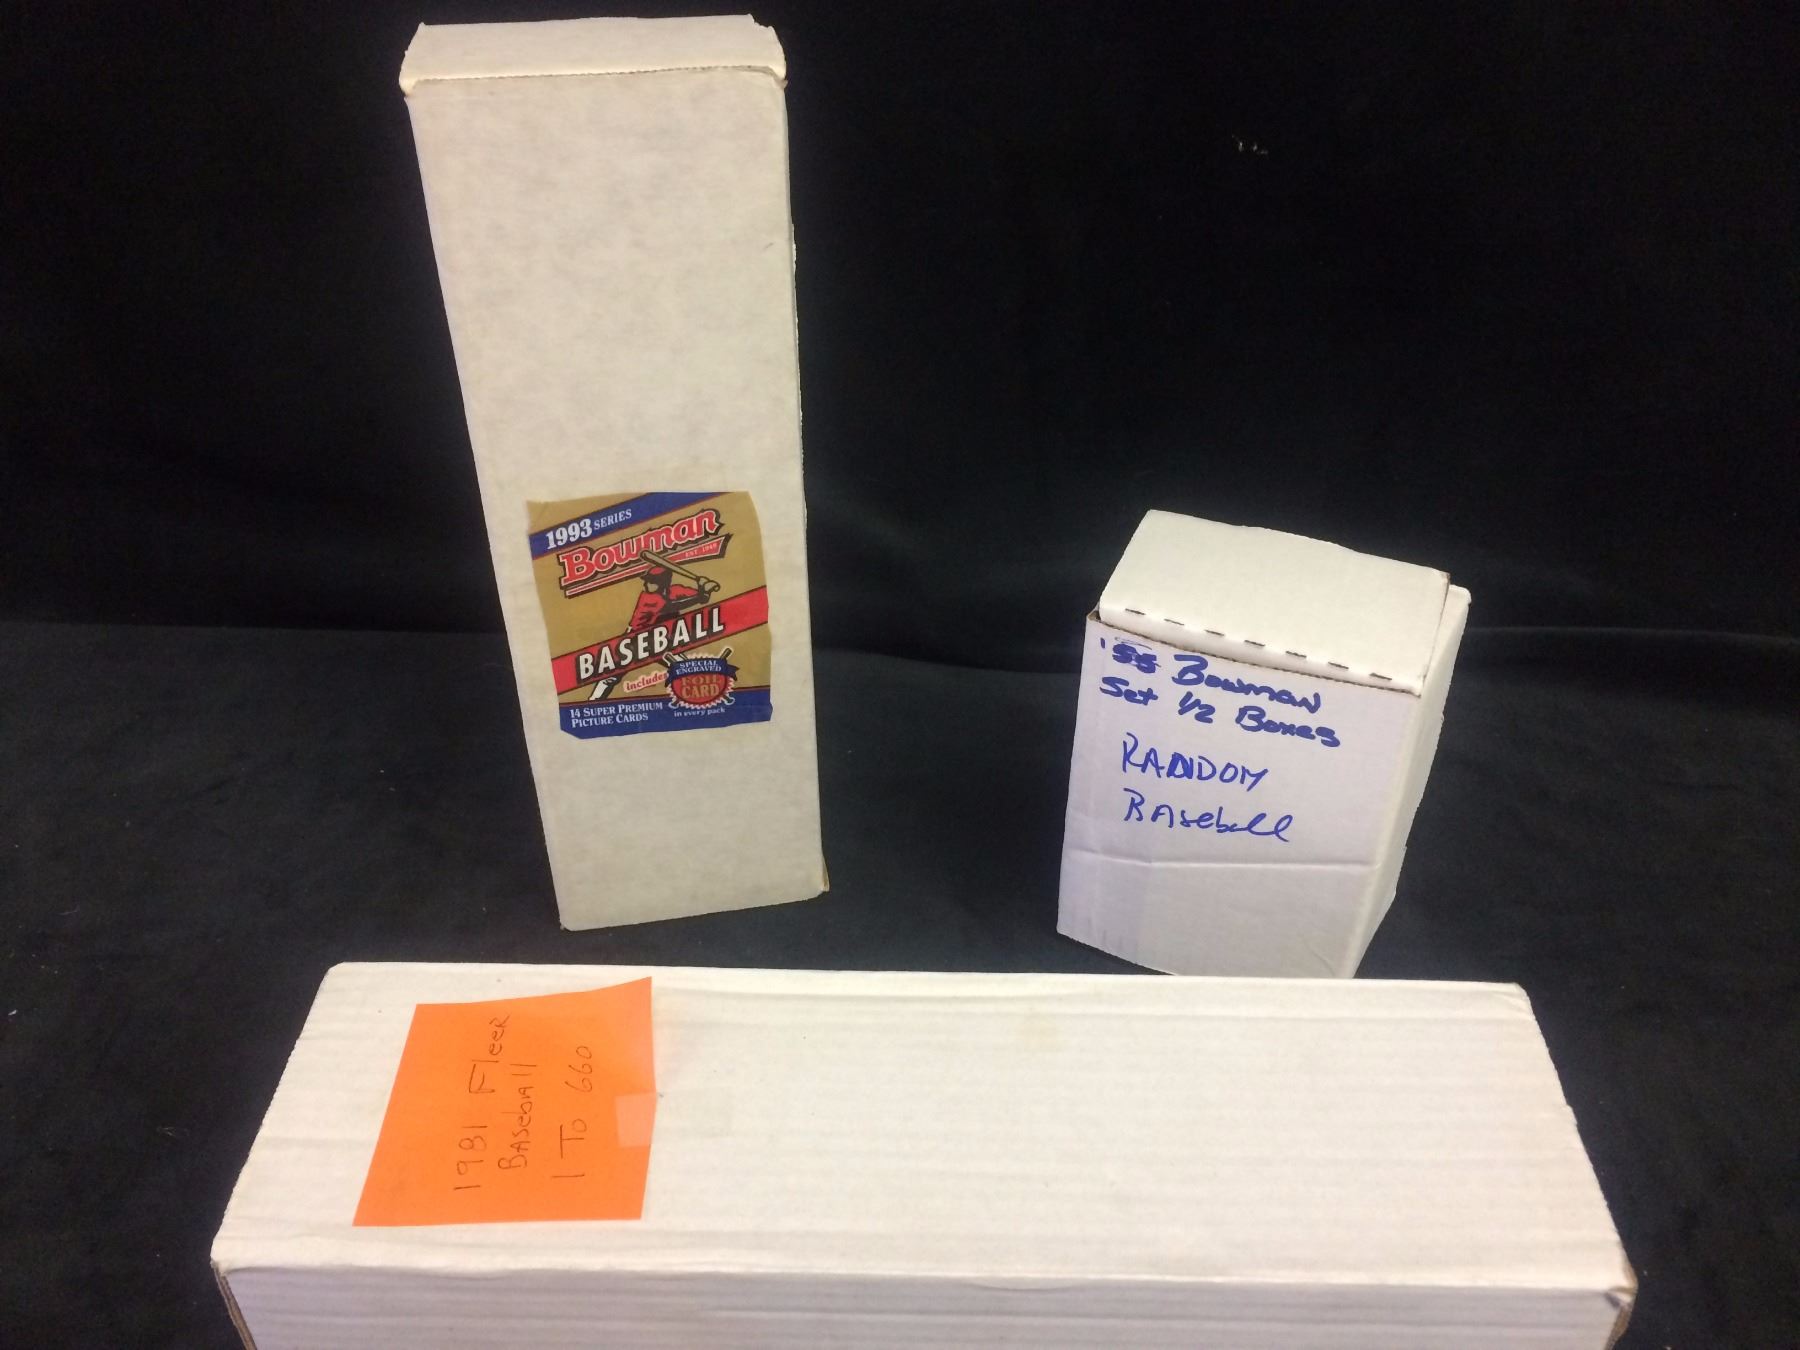 1993 SERIES
Bowman
EST 1948
BASEBALL
includes
SPECIAL
ENGRAVED
FOIL
CARD
in every pack
14 SUPER PREMIUM
PICTURE CARDS
'55 Bowman
Set 1/2 Boxes
RANDOM
BAseball
1981 Fleer
BASebAll
1 To 660